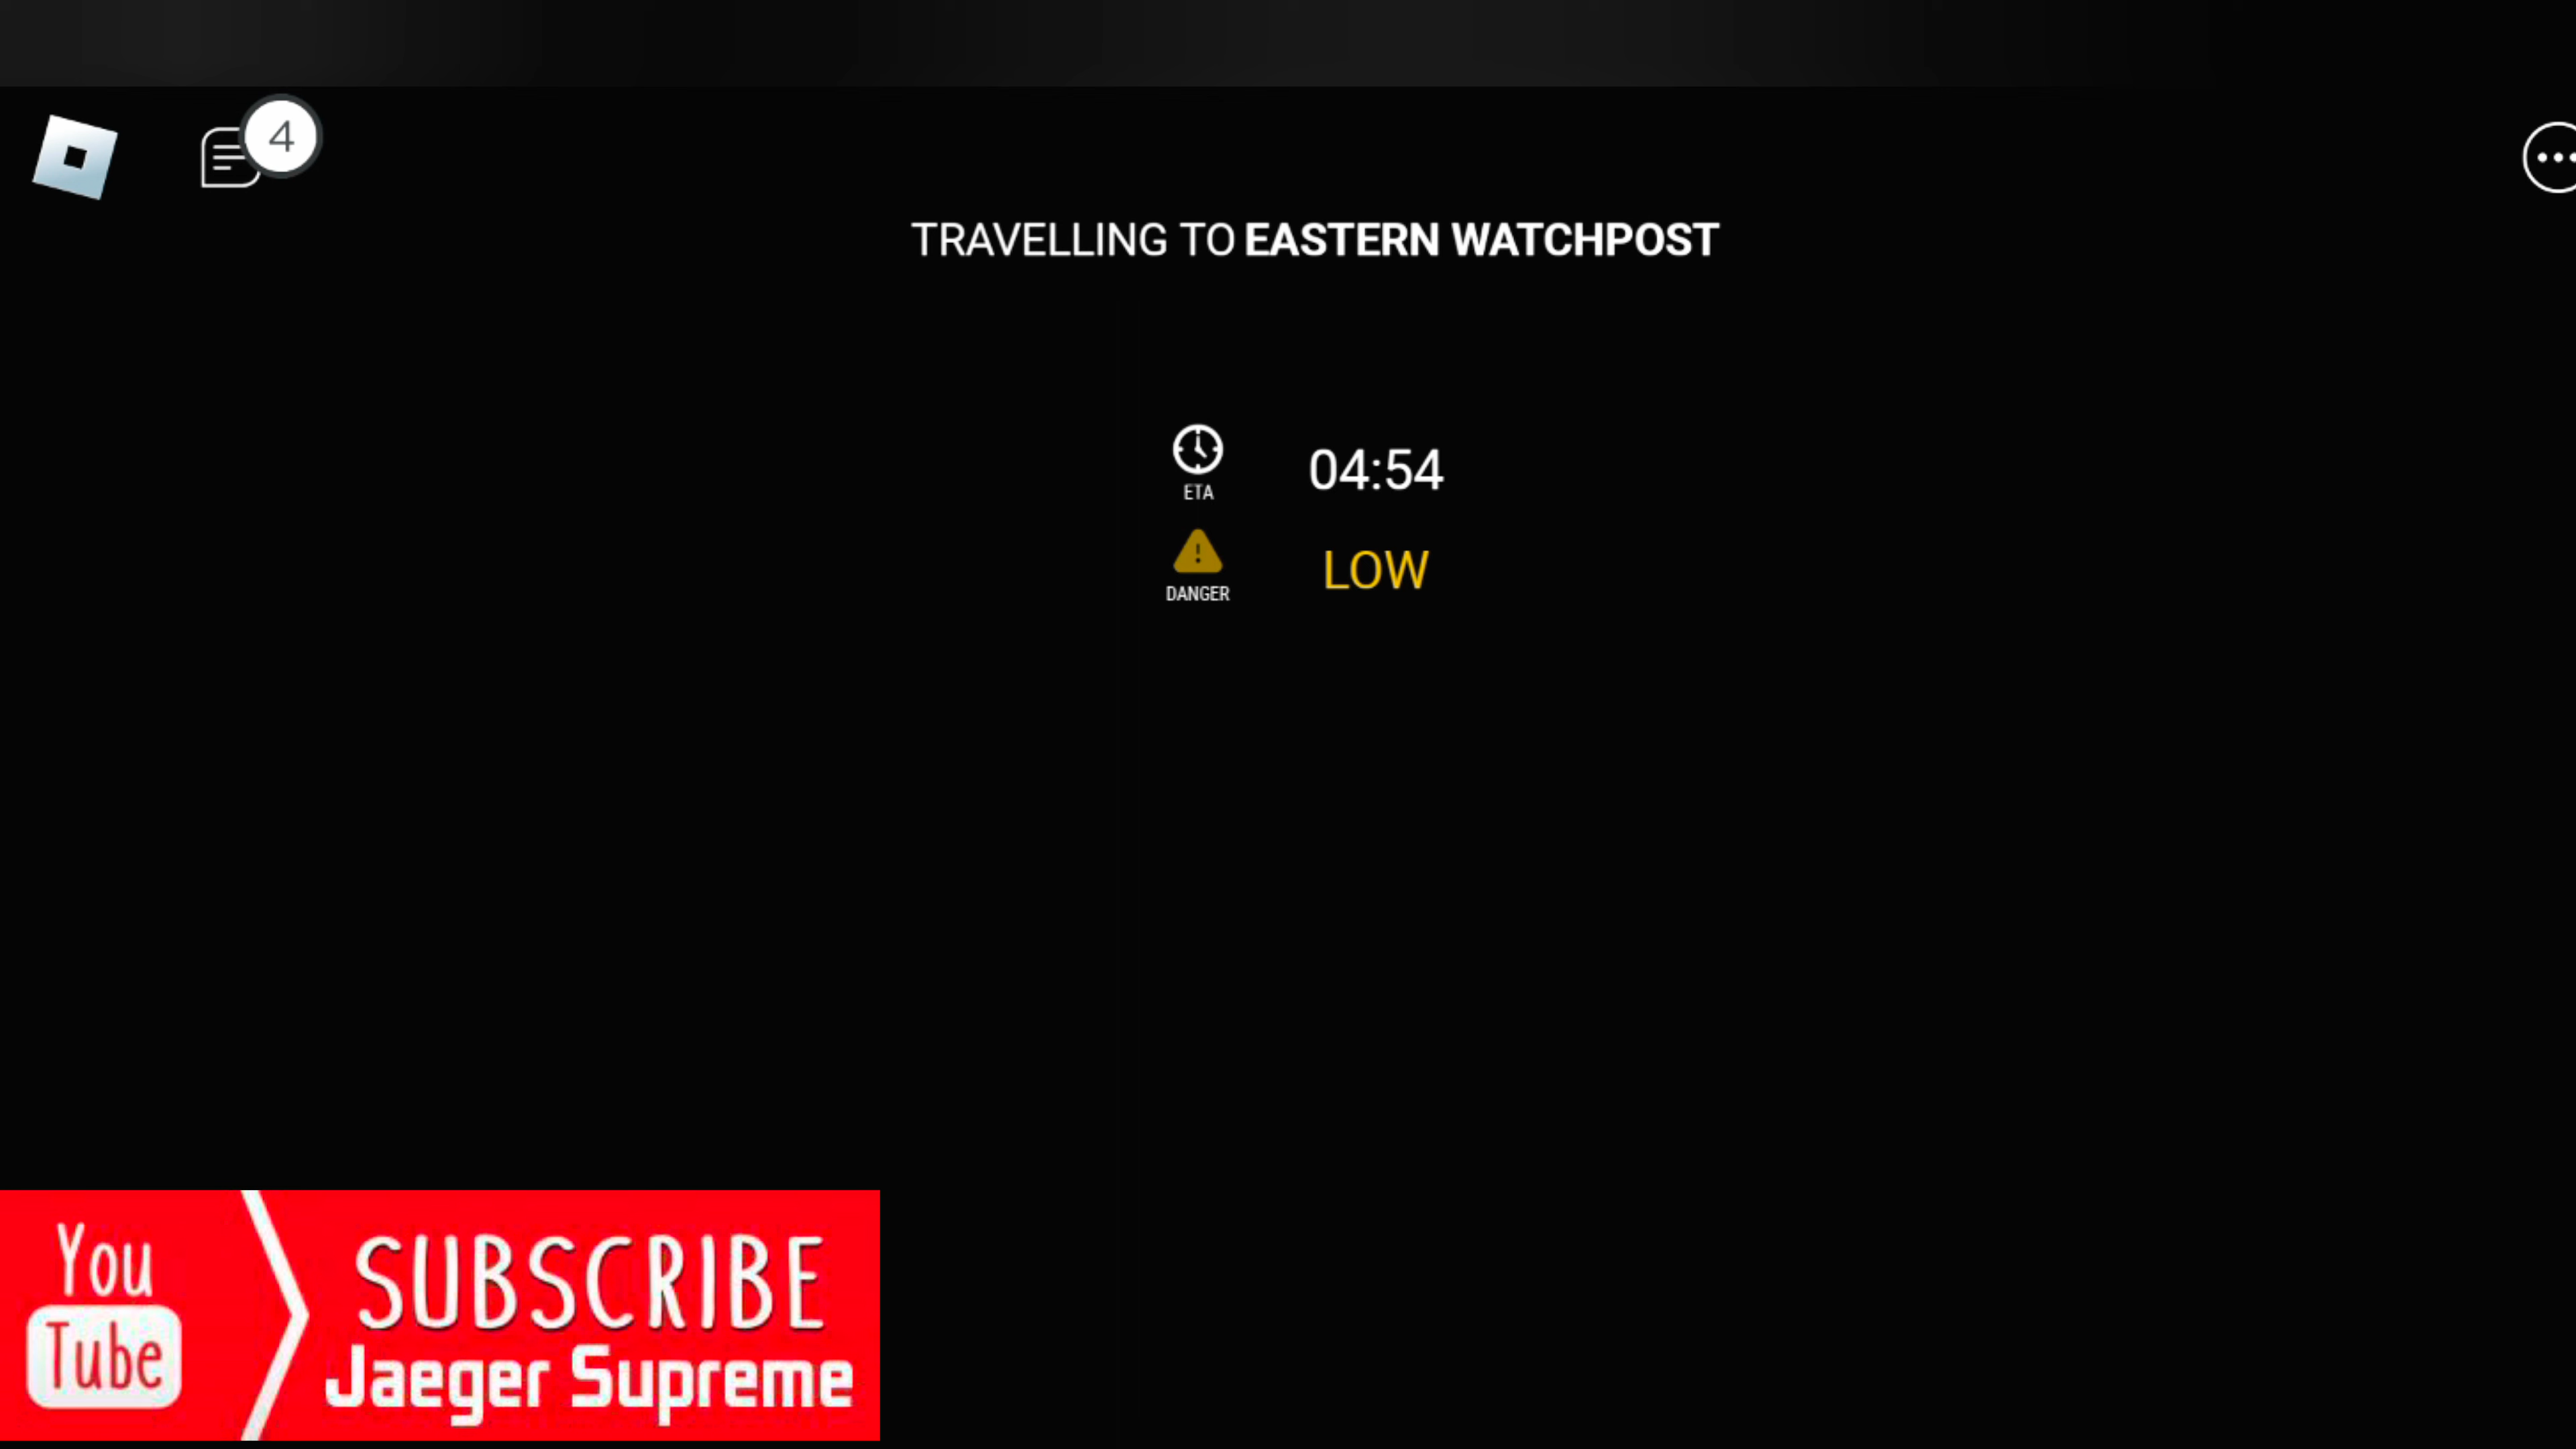 4
TRAVELLING TO EASTERN WATCHPOST
04:54
ETA
LOW
DANGER
You
Tube
SUBSCRIBE
Jaeger Supreme